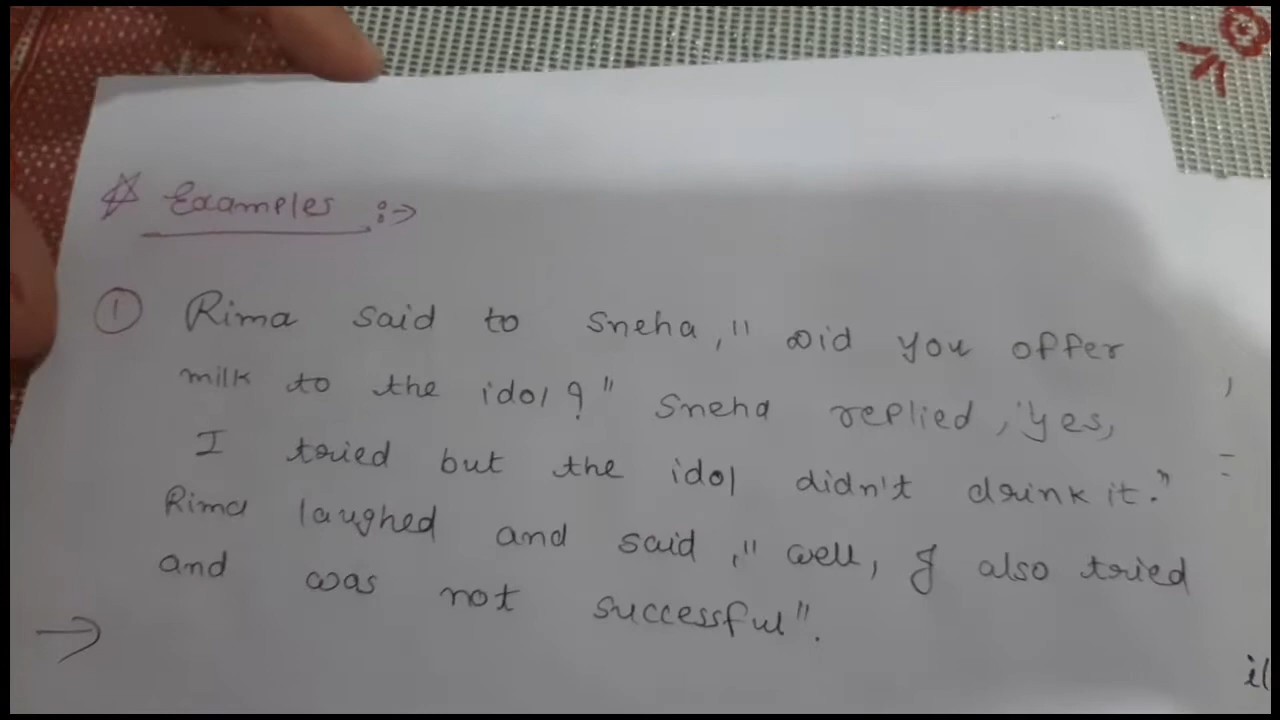 ☆ Examples :->
① Rima said to Sneha, " Did you offer
milk to the idol ?" Sneha replied, "Yes,
I tried but the idol didn't drink it."
Rima laughed and said, " well, I also tried
and was not successful".
→